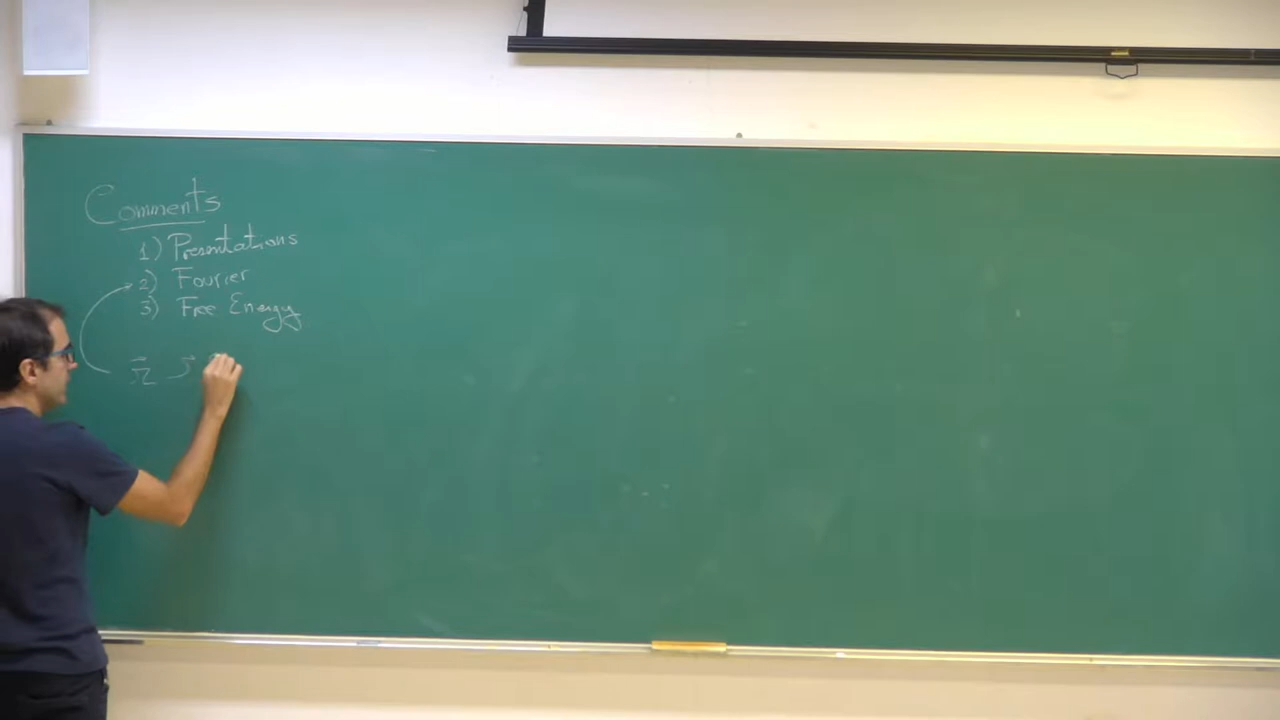 Comments
1) Presentations
2) Fourier
3) Free Energy